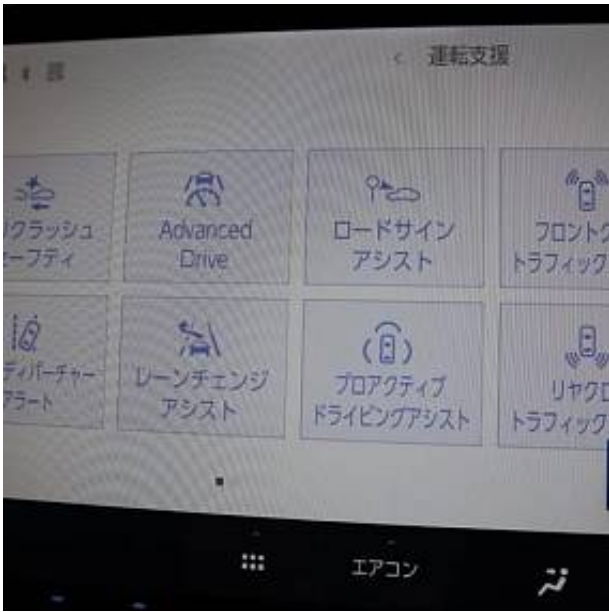 運転支援
クラッシュ
セーフティ
Advanced
Drive
ロードサイン
アシスト
フロントク
トラフィック
ディパーチャー
アラート
レーンチェンジ
アシスト
プロアクティブ
ドライビングアシスト
リヤクロ
トラフィック
エアコン